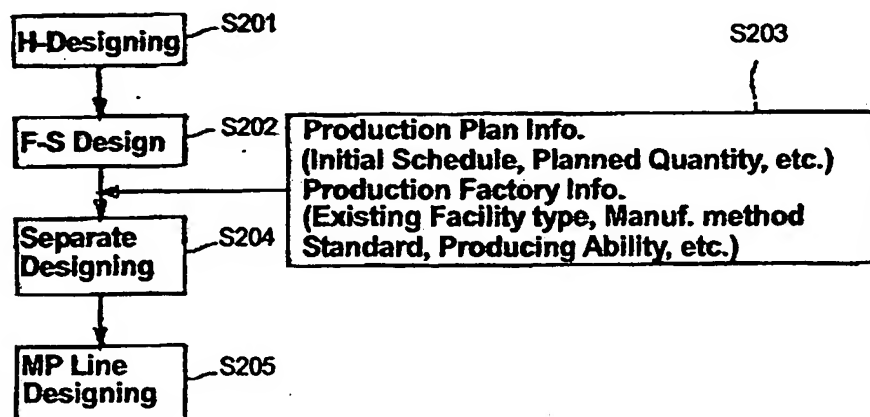 H-Designing
S201
S203
F-S Design
S202
Production Plan Info.
(Initial Schedule, Planned Quantity, etc.)
Production Factory Info.
(Existing Facility type, Manuf. method
Standard, Producing Ability, etc.)
Separate
Designing
S204
MP Line
Designing
S205